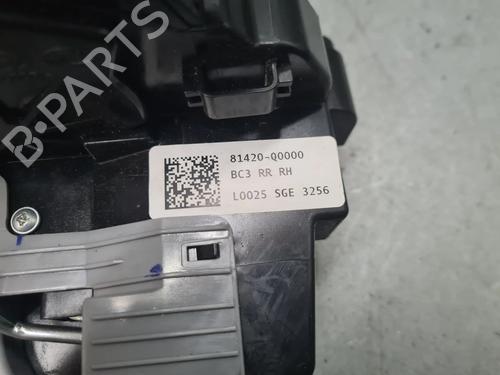 B-PARTS
81420-Q0000
BC3 RR RH
L0025 SGE 3256